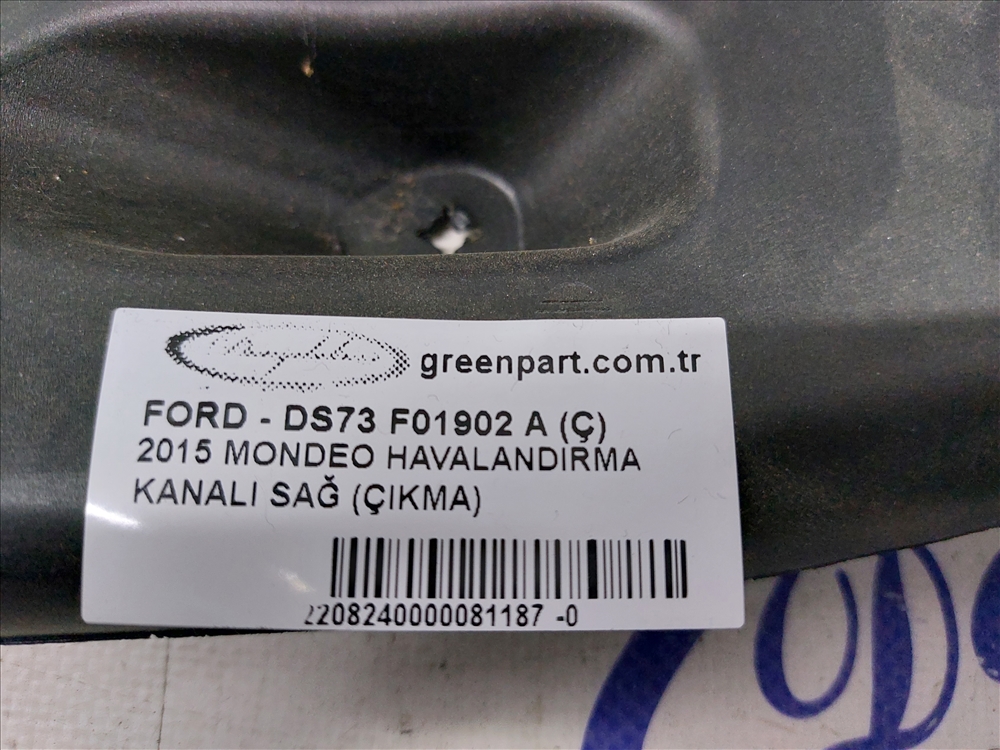 greenpart.com.tr
FORD - DS73 F01902 A (Ç)
2015 MONDEO HAVALANDIRMA
KANALI SAĞ (ÇIKMA)
2208240000081187 -0